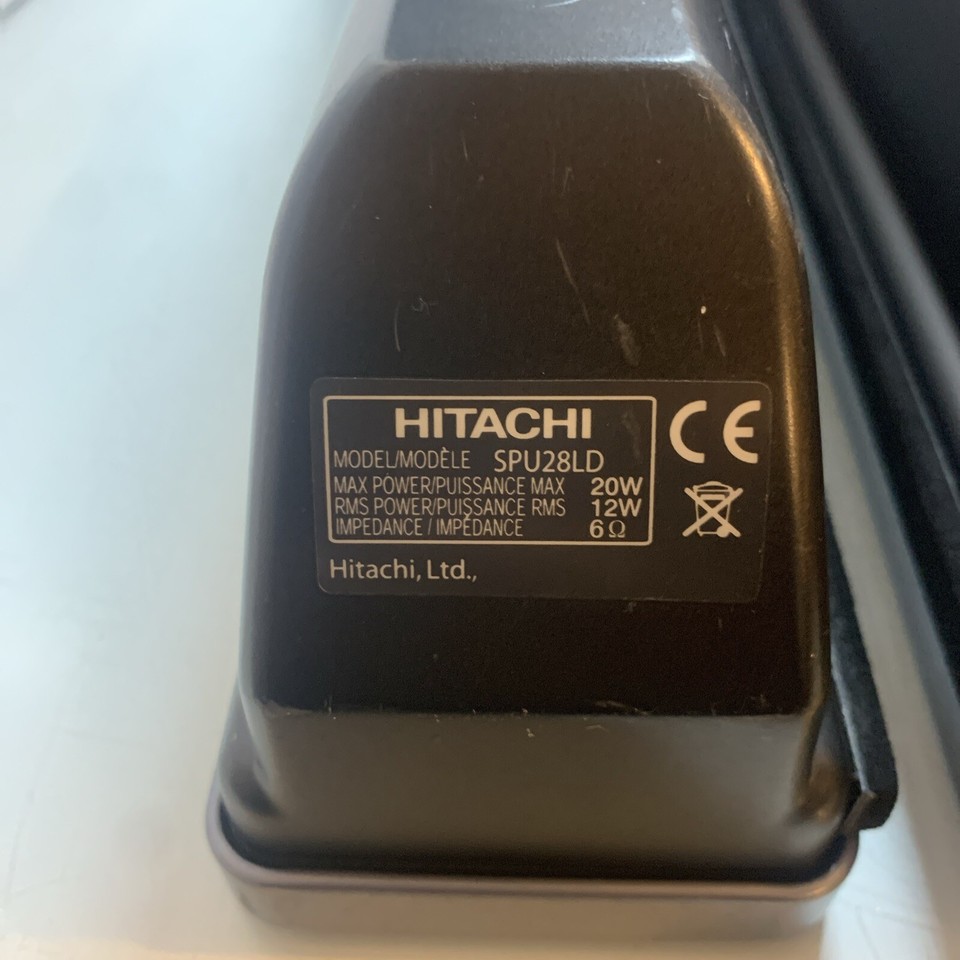 HITACHI
MODEL/MODÈLE SPU28LD
MAX POWER/PUISSANCE MAX 20W
RMS POWER/PUISSANCE RMS 12W
IMPEDANCE / IMPÉDANCE 6Ω
Hitachi, Ltd.,
CE